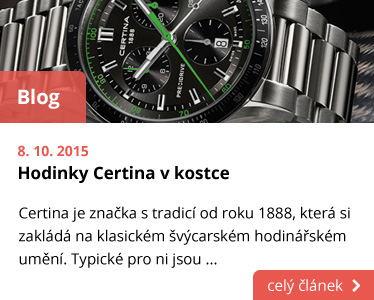 CERTINA
1888
PRECIDRIVE
8
Blog
8. 10. 2015
Hodinky Certina v kostce
Certina je značka s tradicí od roku 1888, která si
zakládá na klasickém švýcarském hodinářském
umění. Typické pro ni jsou ...
celý článek